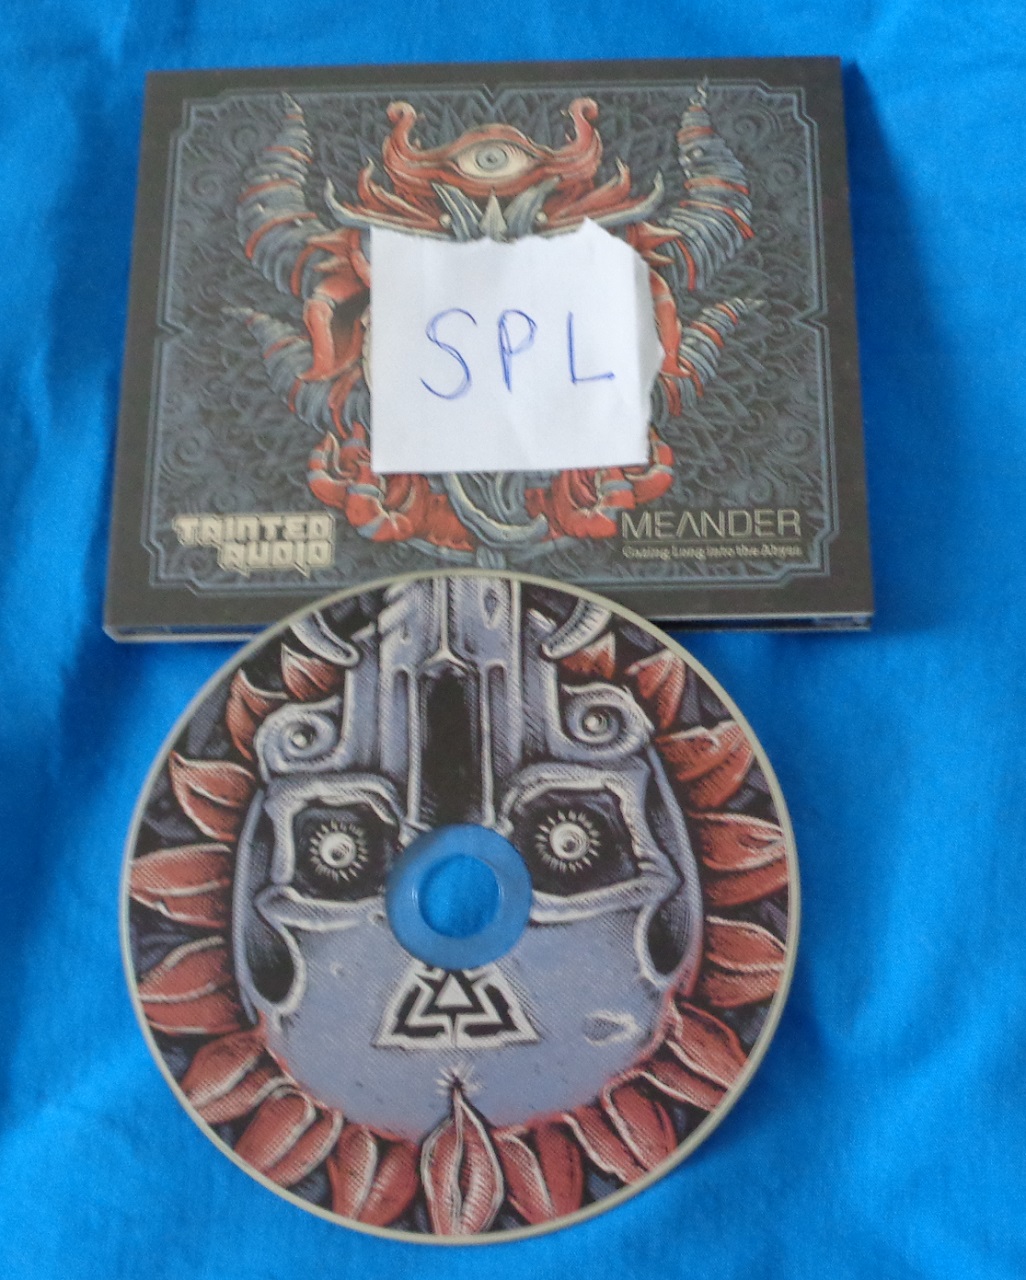 SPL
TAINTED
AUDIO
MEANDER
Gazing Long into the Abyss